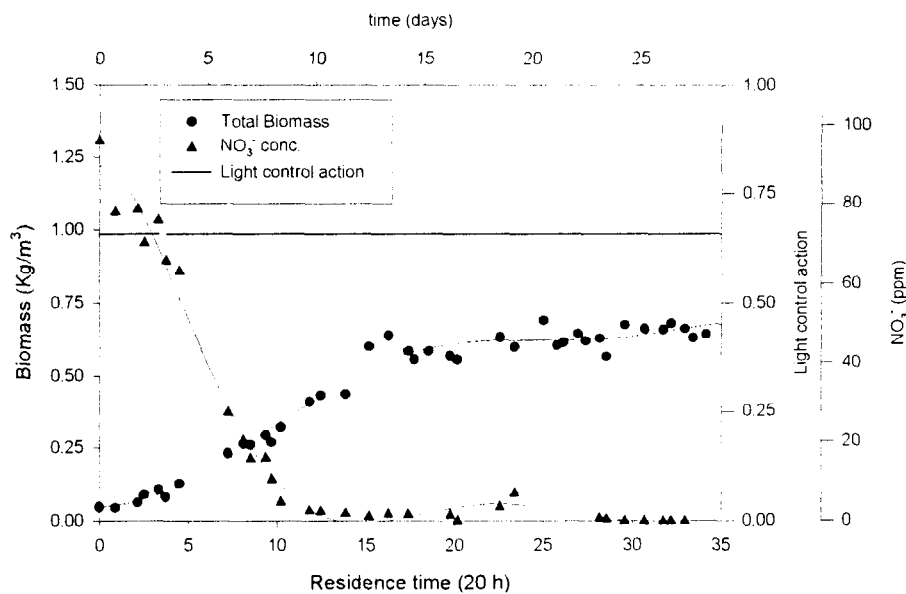 time (days)
0 5 10 15 20 25
1.50
1.25
1.00
0.75
0.50
0.25
0.00
Biomass (Kg/m³)
Total Biomass
NO₃⁻ conc.
Light control action
1.00
0.75
0.50
0.25
0.00
Light control action
100
80
60
40
20
0
NO₃⁻ (ppm)
0 5 10 15 20 25 30 35
Residence time (20 h)